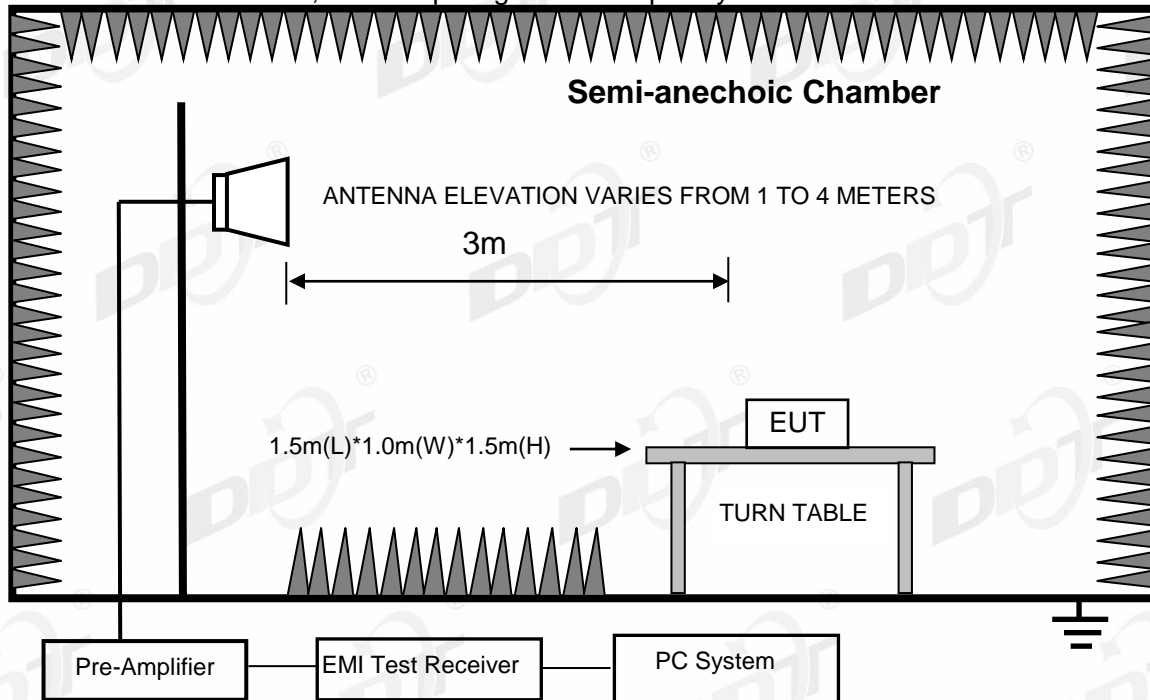 Semi-anechoic Chamber
ANTENNA ELEVATION VARIES FROM 1 TO 4 METERS
3m
EUT
1.5m(L)*1.0m(W)*1.5m(H)
TURN TABLE
Pre-Amplifier
EMI Test Receiver
PC System
DDT